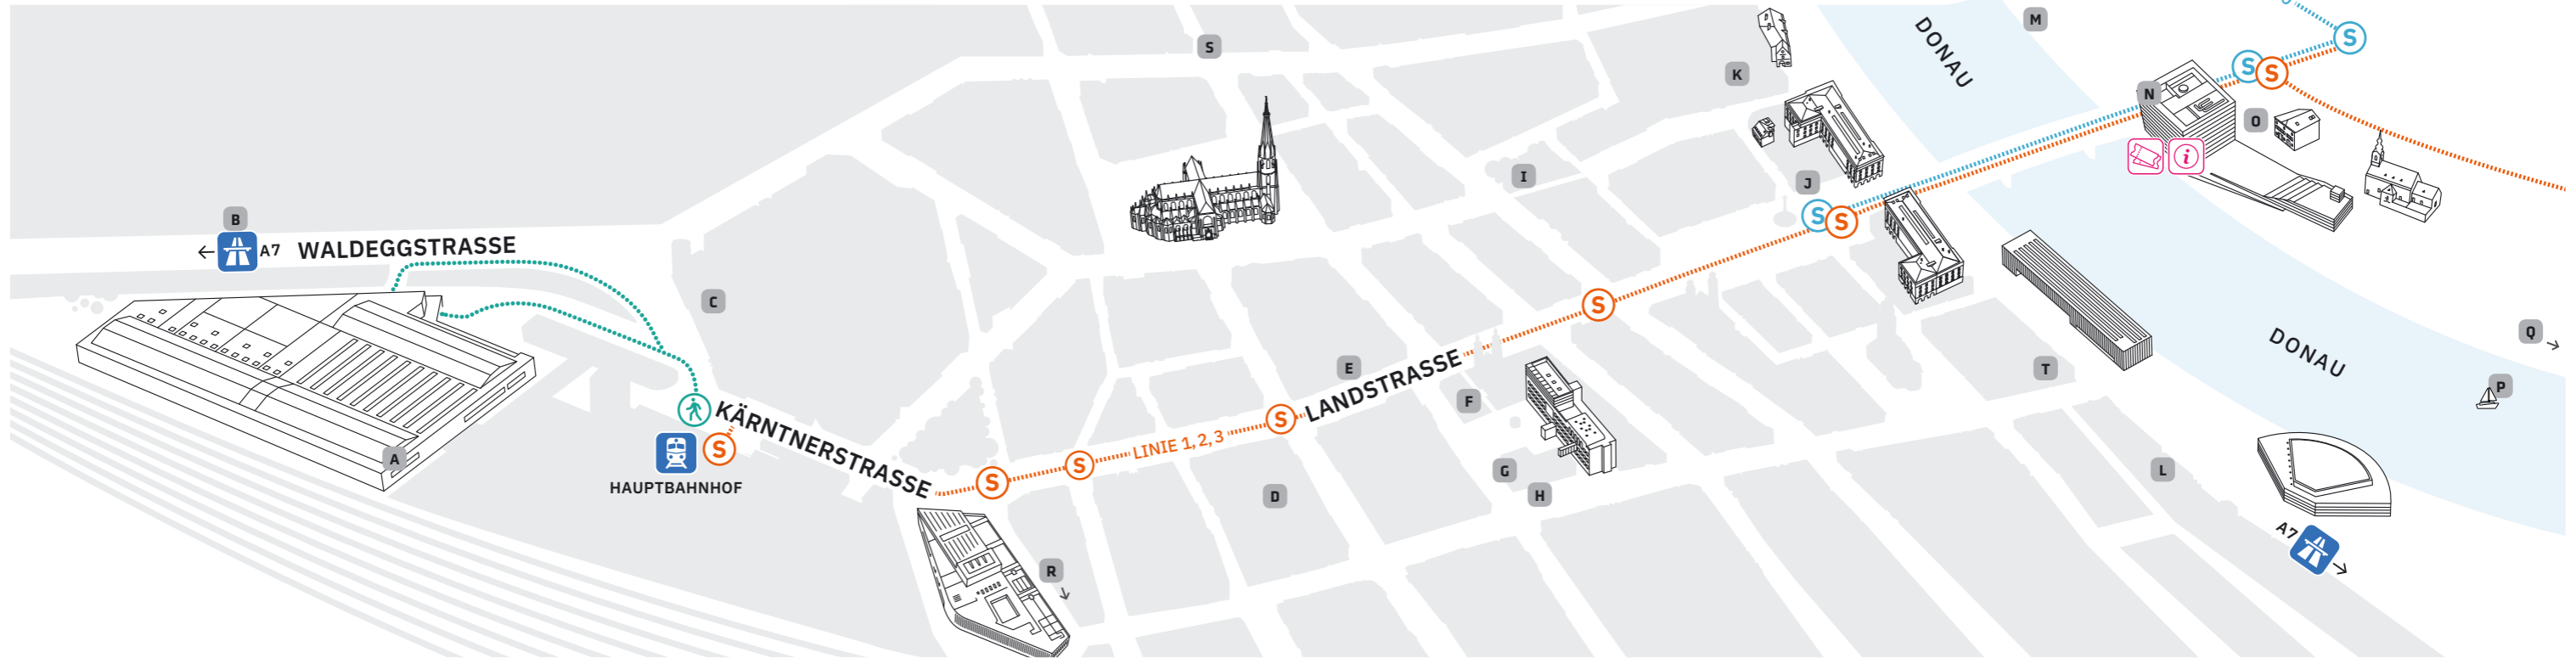 M
S
DONAU
S
S
S
K
N
O
I
J
S
S
B
A7 WALDEGGSTRASSE
C
S
Q
DONAU
E
T
P
LANDSTRASSE
F
KÄRNTNERSTRASSE
S
S
LINIE 1, 2, 3
S
S
A
HAUPTBAHNHOF
G
H
D
L
A7
R
i